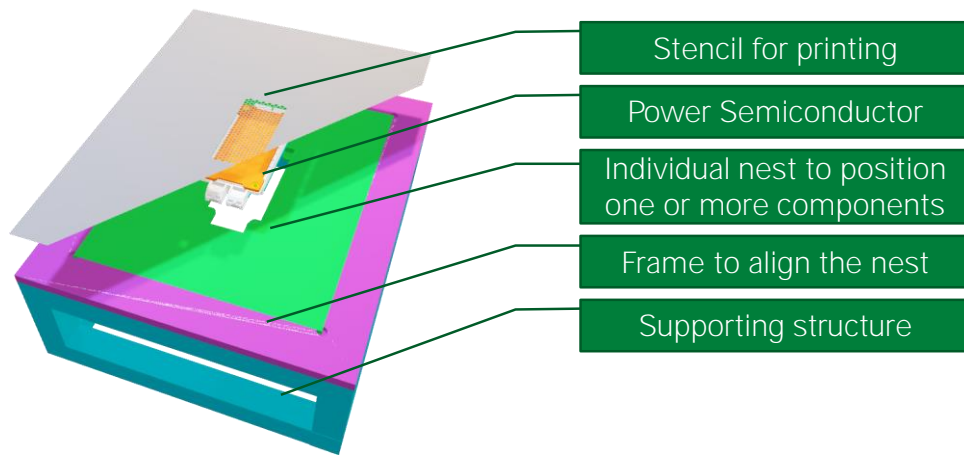 Stencil for printing
Power Semiconductor
Individual nest to position
one or more components
Frame to align the nest
Supporting structure